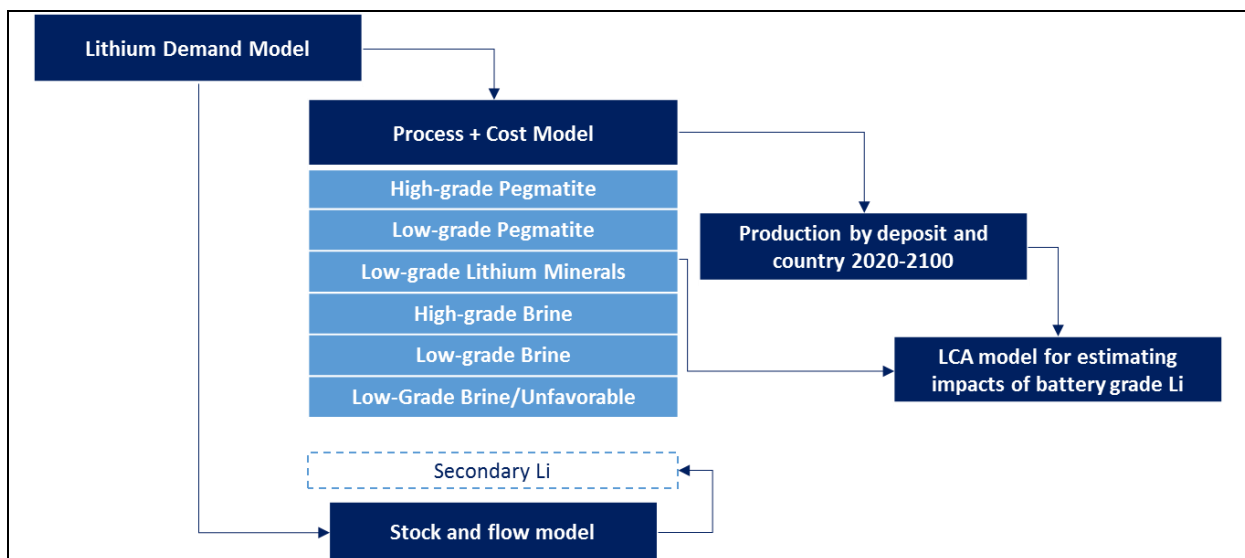 Lithium Demand Model
Process + Cost Model
High-grade Pegmatite
Low-grade Pegmatite
Low-grade Lithium Minerals
High-grade Brine
Low-grade Brine
Low-Grade Brine/Unfavorable
Production by deposit and
country 2020-2100
LCA model for estimating
impacts of battery grade Li
Secondary Li
Stock and flow model